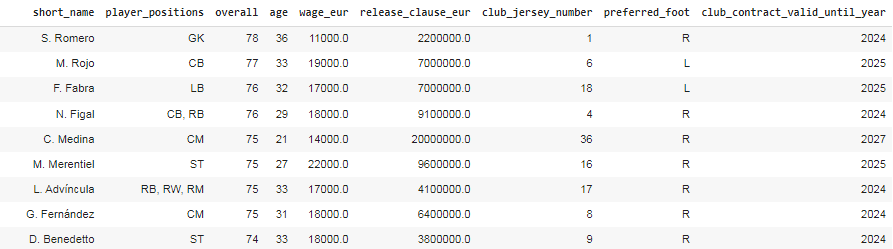 short_name player_positions overall age wage_eur release_clause_eur club_jersey_number preferred_foot club_contract_valid_until_year
S. Romero GK 78 36 11000.0 2200000.0 1 R 2024
M. Rojo CB 77 33 19000.0 7000000.0 6 L 2025
F. Fabra LB 76 32 17000.0 7000000.0 18 L 2025
N. Figal CB, RB 76 29 18000.0 9100000.0 4 R 2024
C. Medina CM 75 21 14000.0 20000000.0 36 R 2027
M. Merentiel ST 75 27 22000.0 9600000.0 16 R 2025
L. Advíncula RB, RW, RM 75 33 17000.0 4100000.0 17 R 2024
G. Fernández CM 75 31 18000.0 6400000.0 8 R 2024
D. Benedetto ST 74 33 18000.0 3800000.0 9 R 2024